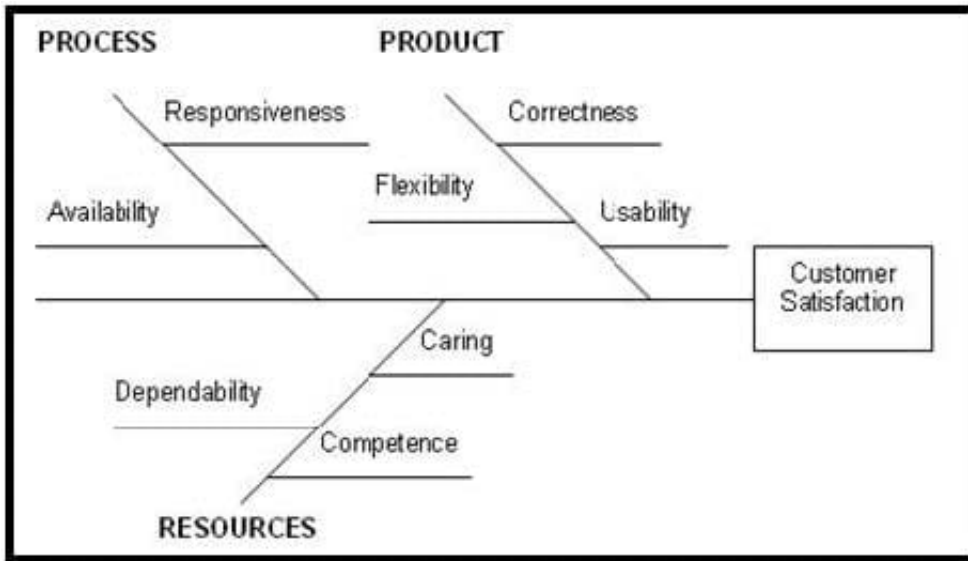 PROCESS
PRODUCT
Responsiveness
Correctness
Flexibility
Availability
Usability
Customer
Satisfaction
Caring
Dependability
Competence
RESOURCES